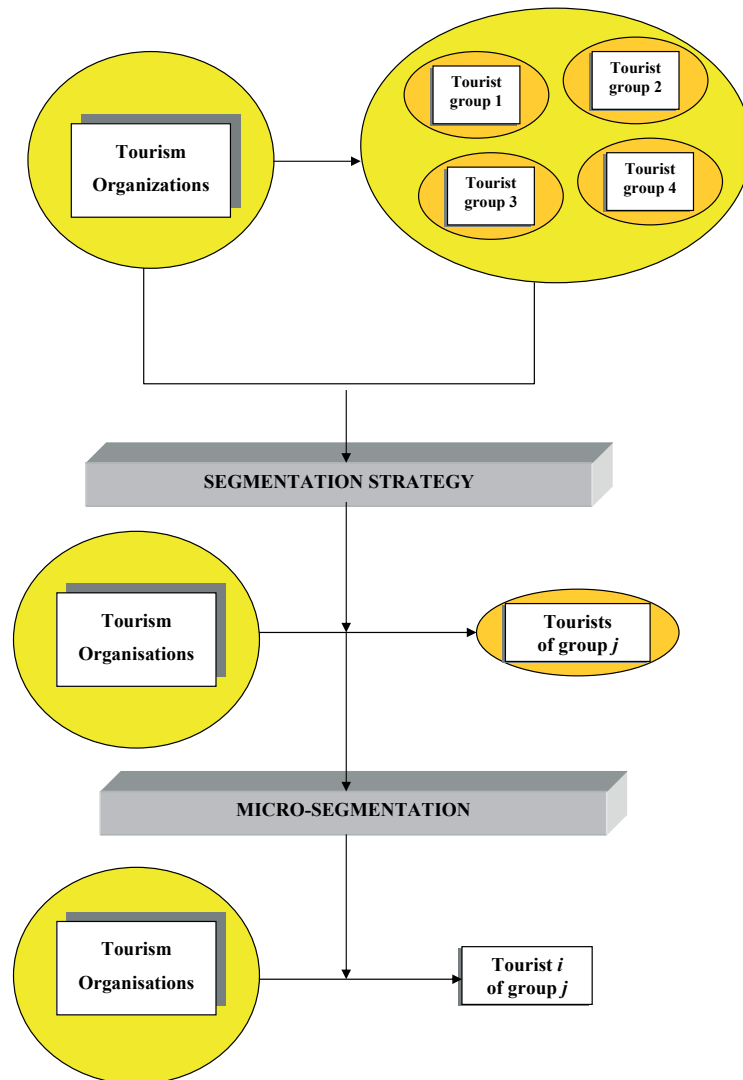 Tourism
Organizations
Tourist
group 1
Tourist
group 2
Tourist
group 3
Tourist
group 4
SEGMENTATION STRATEGY
Tourism
Organisations
Tourists
of group j
MICRO-SEGMENTATION
Tourism
Organisations
Tourist i
of group j